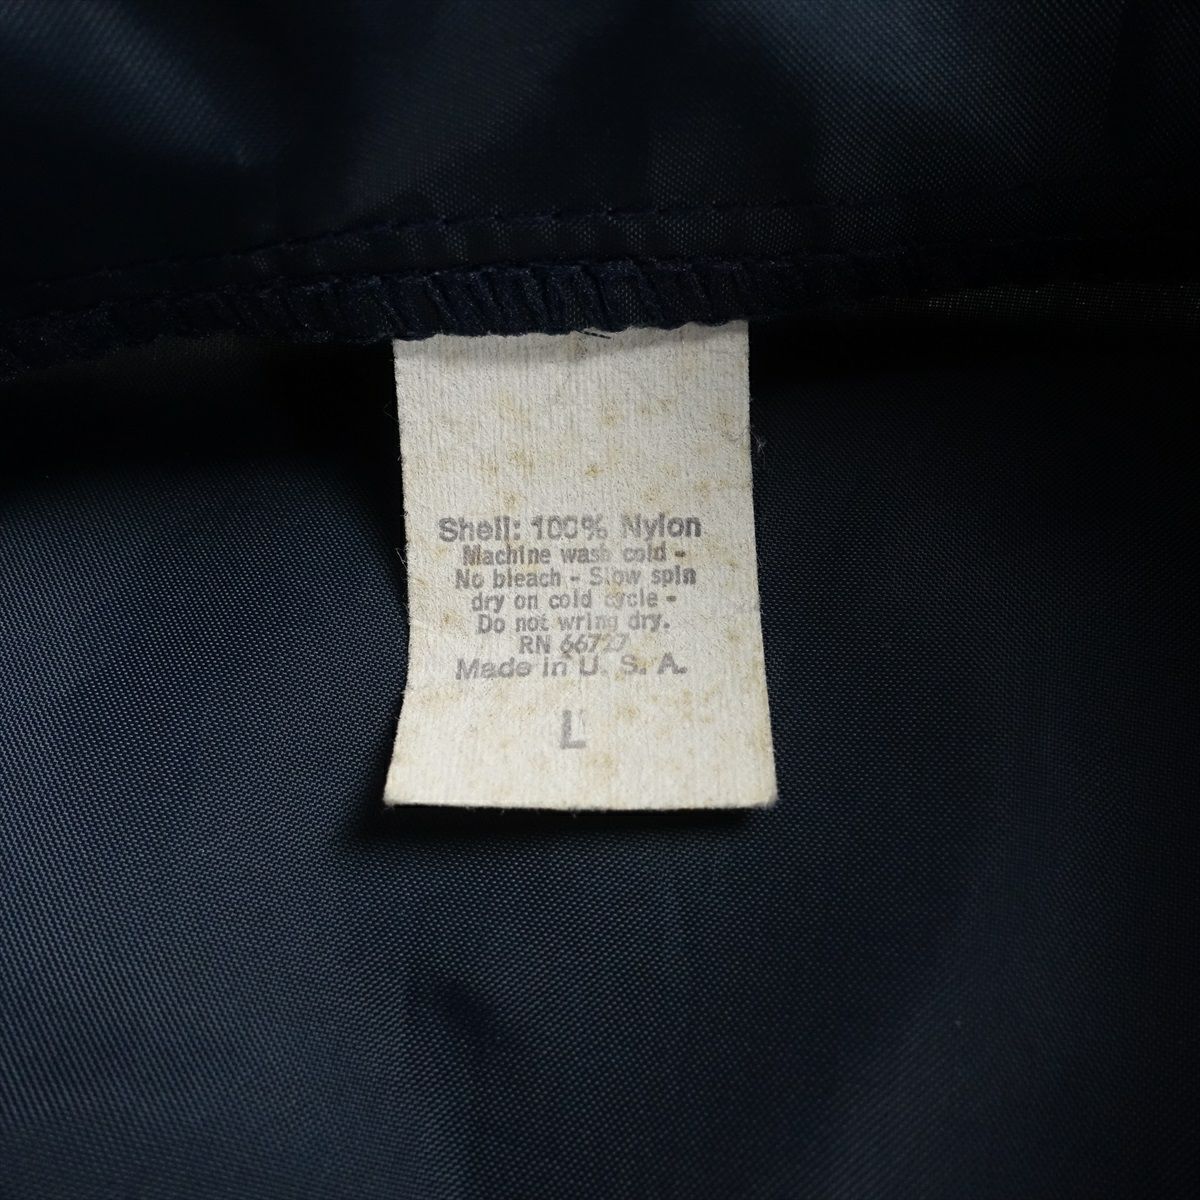 Shell: 100% Nylon
Machine wash cold -
No bleach - Slow spin
dry on cold cycle -
Do not wring dry.
RN 66727
Made in U. S. A.
L